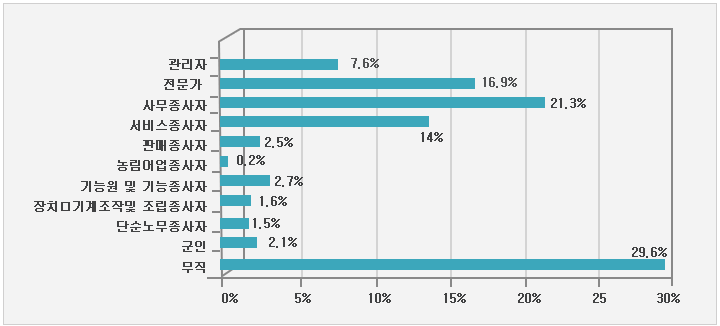 관리자 7.6%
전문가 16.9%
사무종사자 21.3%
서비스종사자 14%
판매종사자 2.5%
농림어업종사자 0.2%
기능원 및 기능종사자 2.7%
장치ㅁ기계조작및 조립종사자 1.6%
단순노무종사자 1.5%
군인 2.1%
무직 29.6%
0% 5% 10% 15% 20% 25 30%